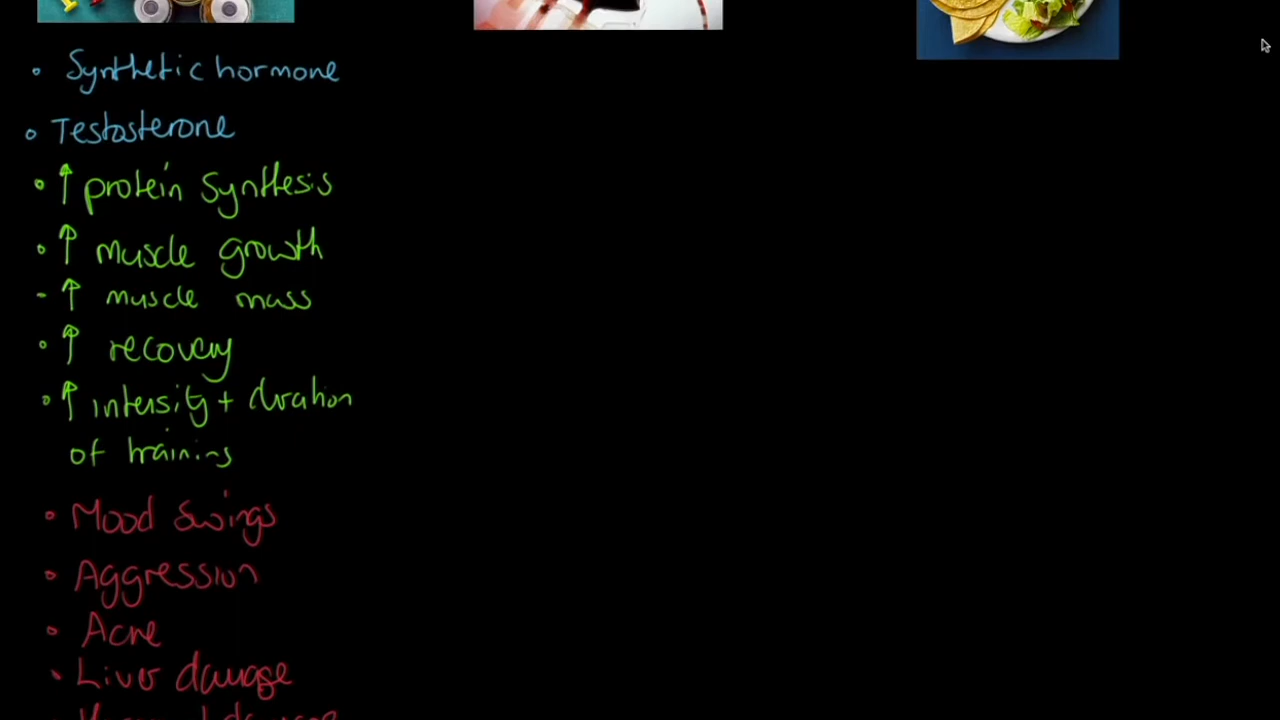 • Synthetic hormone
• Testosterone
• ↑ protein synthesis
• ↑ muscle growth
- ↑ muscle mass
• ↑ recovery
• ↑ intensity + duration
of training
• Mood swings
• Aggression
• Acne
• Liver damage